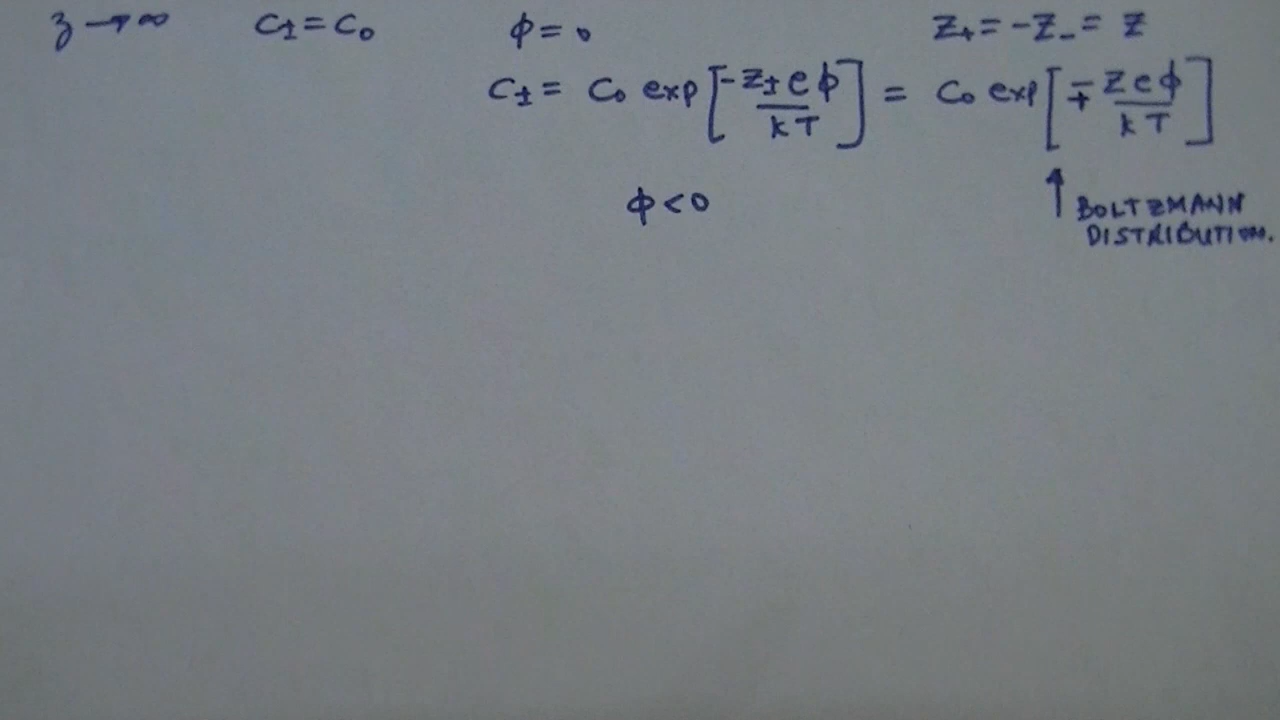 z → ∞ c± = c₀ φ = 0 Z₊ = -Z₋ = Z
c± = c₀ exp[-Z±eφ/kT] = c₀ exp[∓Zeφ/kT]
φ < 0
↑ BOLTZMANN
DISTRIBUTION.